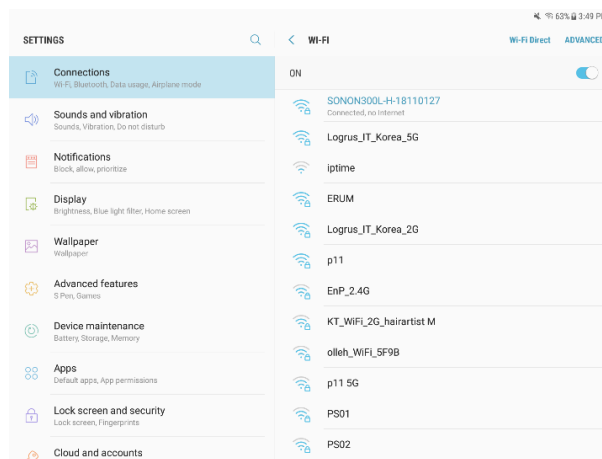 63% 3:49 PM
SETTINGS
Connections
Wi-Fi, Bluetooth, Data usage, Airplane mode
Sounds and vibration
Sounds, Vibration, Do not disturb
Notifications
Block, allow, prioritize
Display
Brightness, Blue light filter, Home screen
Wallpaper
Wallpaper
Advanced features
S Pen, Games
Device maintenance
Battery, Storage, Memory
Apps
Default apps, App permissions
Lock screen and security
Lock screen, Fingerprints
Cloud and accounts
WI-FI
Wi-Fi Direct ADVANCED
ON
SONON300L-H-18110127
Connected, no Internet
Logrus_IT_Korea_5G
iptime
ERUM
Logrus_IT_Korea_2G
p11
EnP_2.4G
KT_WiFi_2G_hairartist M
olleh_WiFi_5F9B
p11 5G
PS01
PS02